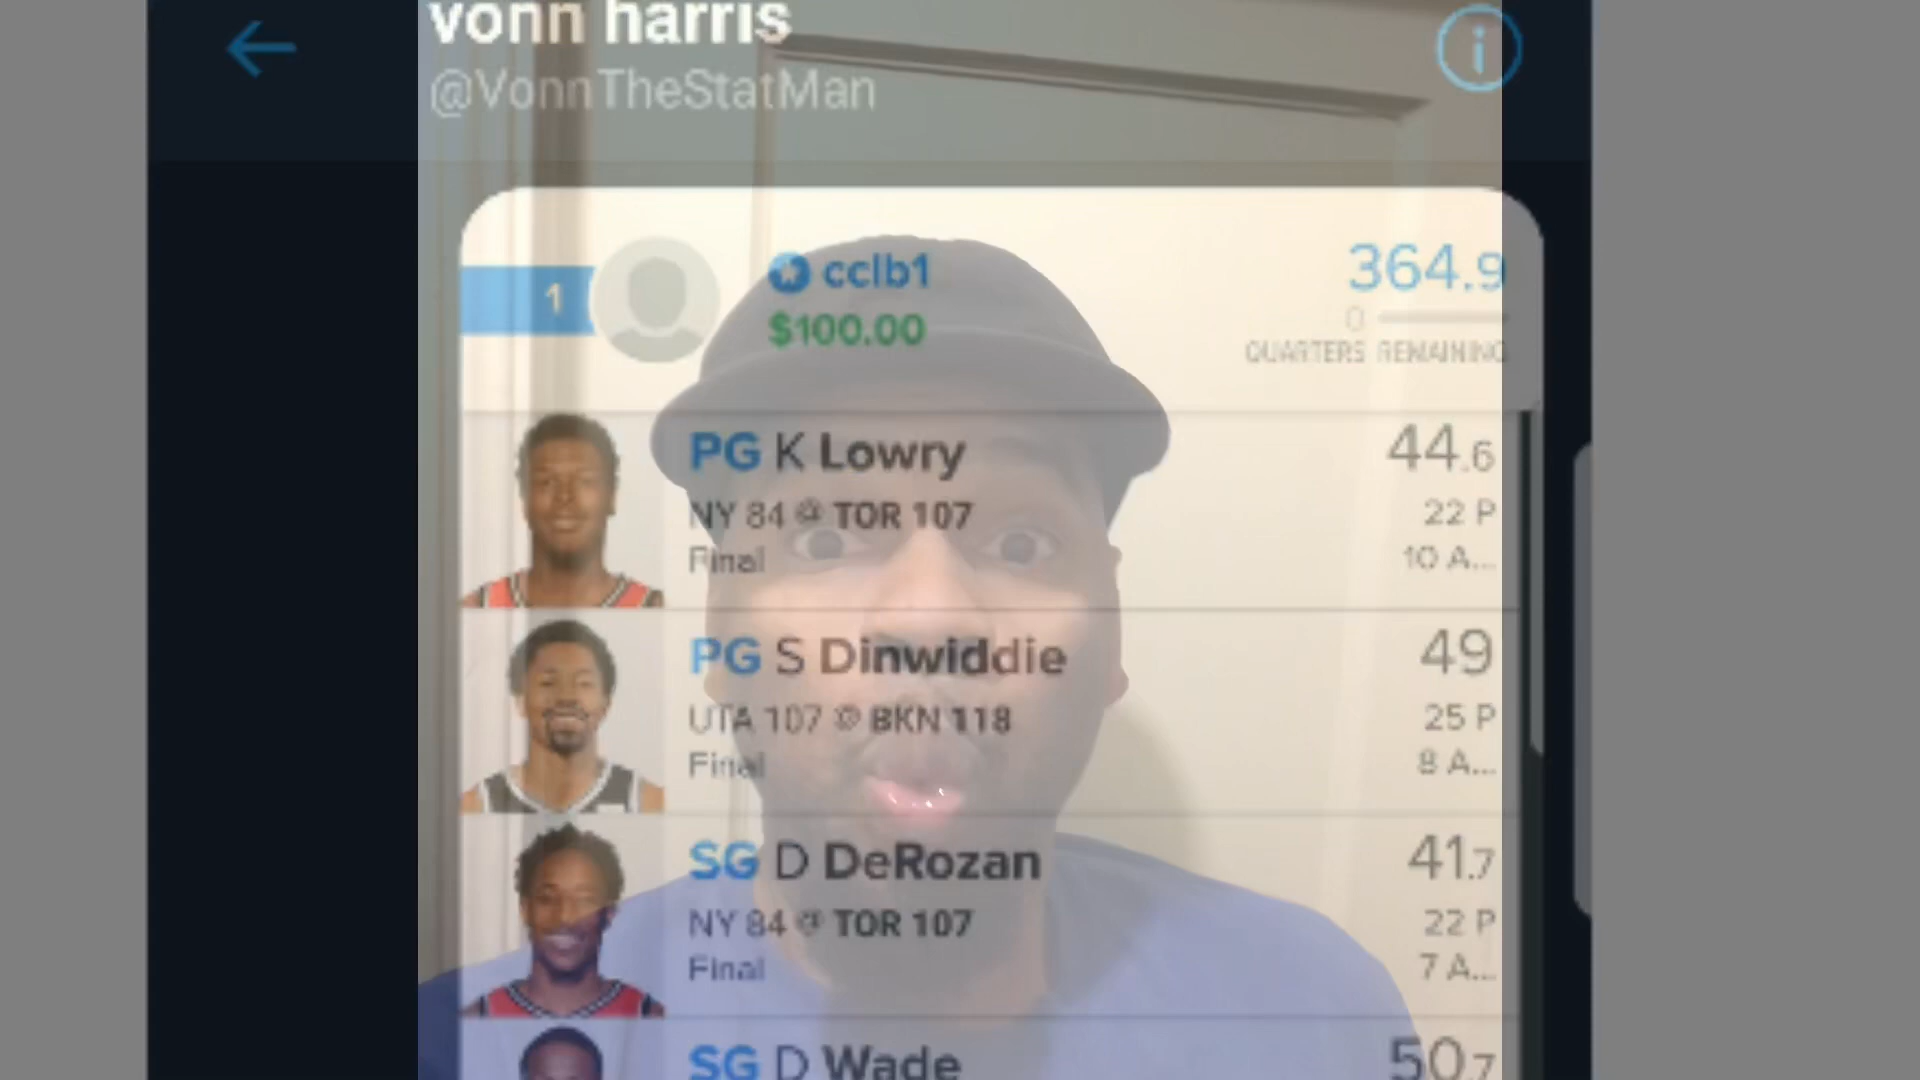 vonn harris
@VonnTheStatMan
1
cclb1
$100.00
364.9
0
QUARTERS REMAINING
PG K Lowry
44.6
NY 84 @ TOR 107
22 P
Final
10 A...
PG S Dinwiddie
49
UTA 107 @ BKN 118
25 P
Final
8 A...
SG D DeRozan
41.7
NY 84 @ TOR 107
22 P
Final
7 A...
SG D Wade
50.7